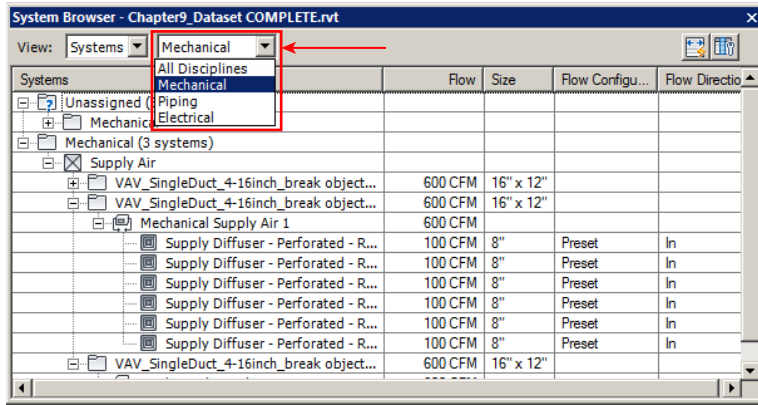 System Browser - Chapter9_Dataset COMPLETE.rvt
View: Systems Mechanical
All Disciplines
Mechanical
Piping
Electrical
Systems Flow Size Flow Configu... Flow Directio
Unassigned
Mechanica
Mechanical (3 systems)
Supply Air
VAV_SingleDuct_4-16inch_break object... 600 CFM 16" x 12"
VAV_SingleDuct_4-16inch_break object... 600 CFM 16" x 12"
Mechanical Supply Air 1 600 CFM
Supply Diffuser - Perforated - R... 100 CFM 8" Preset In
Supply Diffuser - Perforated - R... 100 CFM 8" Preset In
Supply Diffuser - Perforated - R... 100 CFM 8" Preset In
Supply Diffuser - Perforated - R... 100 CFM 8" Preset In
Supply Diffuser - Perforated - R... 100 CFM 8" Preset In
Supply Diffuser - Perforated - R... 100 CFM 8" Preset In
VAV_SingleDuct_4-16inch_break object... 600 CFM 16" x 12"